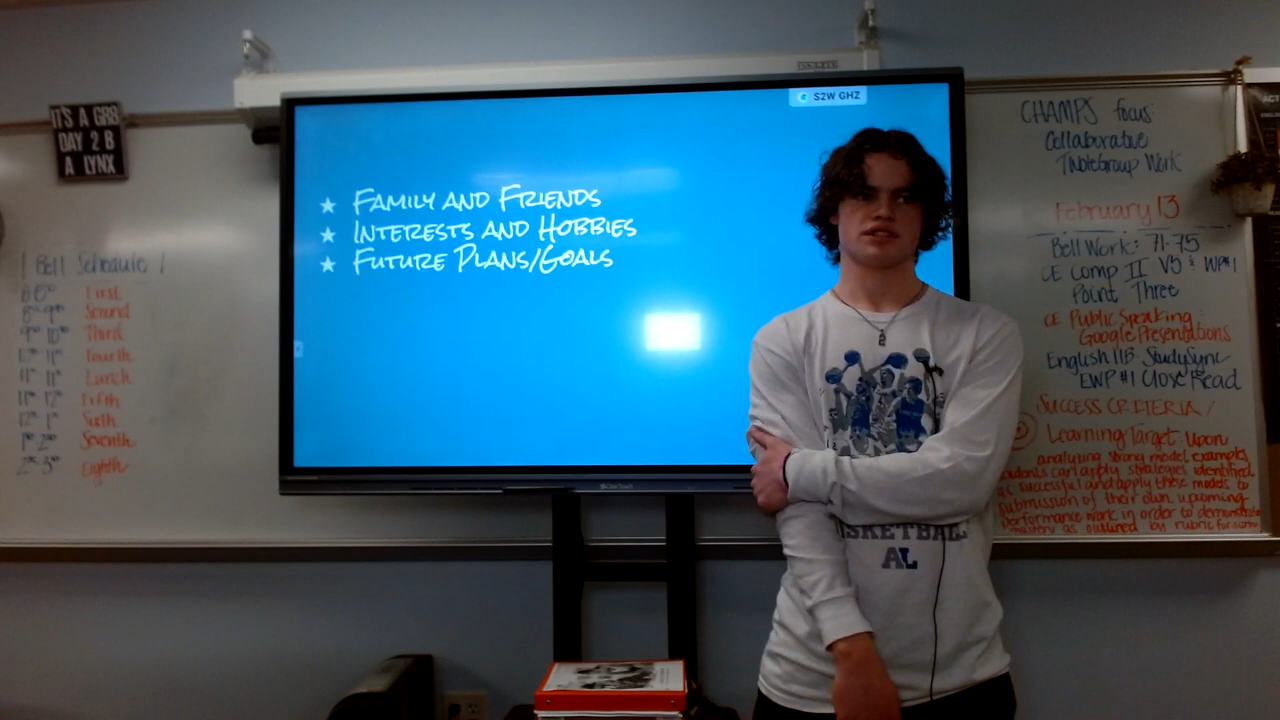 IT'S A GR8
DAY 2 B
A LYNX
Bell Schedule
First
Second
Third
Fourth
Lunch
Fifth
Sixth
Seventh
Eighth
S2W GHZ
★ FAMILY AND FRIENDS
★ INTERESTS AND HOBBIES
★ FUTURE PLANS/GOALS
2
SKETBAL
AL
CHAMPS focus:
Collaborative
Table Group Work
February 13
Bell Work: 71-75
CE Comp II V5 & WP#1
Point Three
CE Public Speaking:
Google Presentations
English 11B StudySync
EWP #1 Close Read
SUCCESS CRITERIA/
Learning Target: Upon
analyzing strong model examples,
students can apply strategies identified
as successful and apply these models to
submission of their own upcoming
performance work in order to demonstrate
mastery as outlined by rubric
ACT